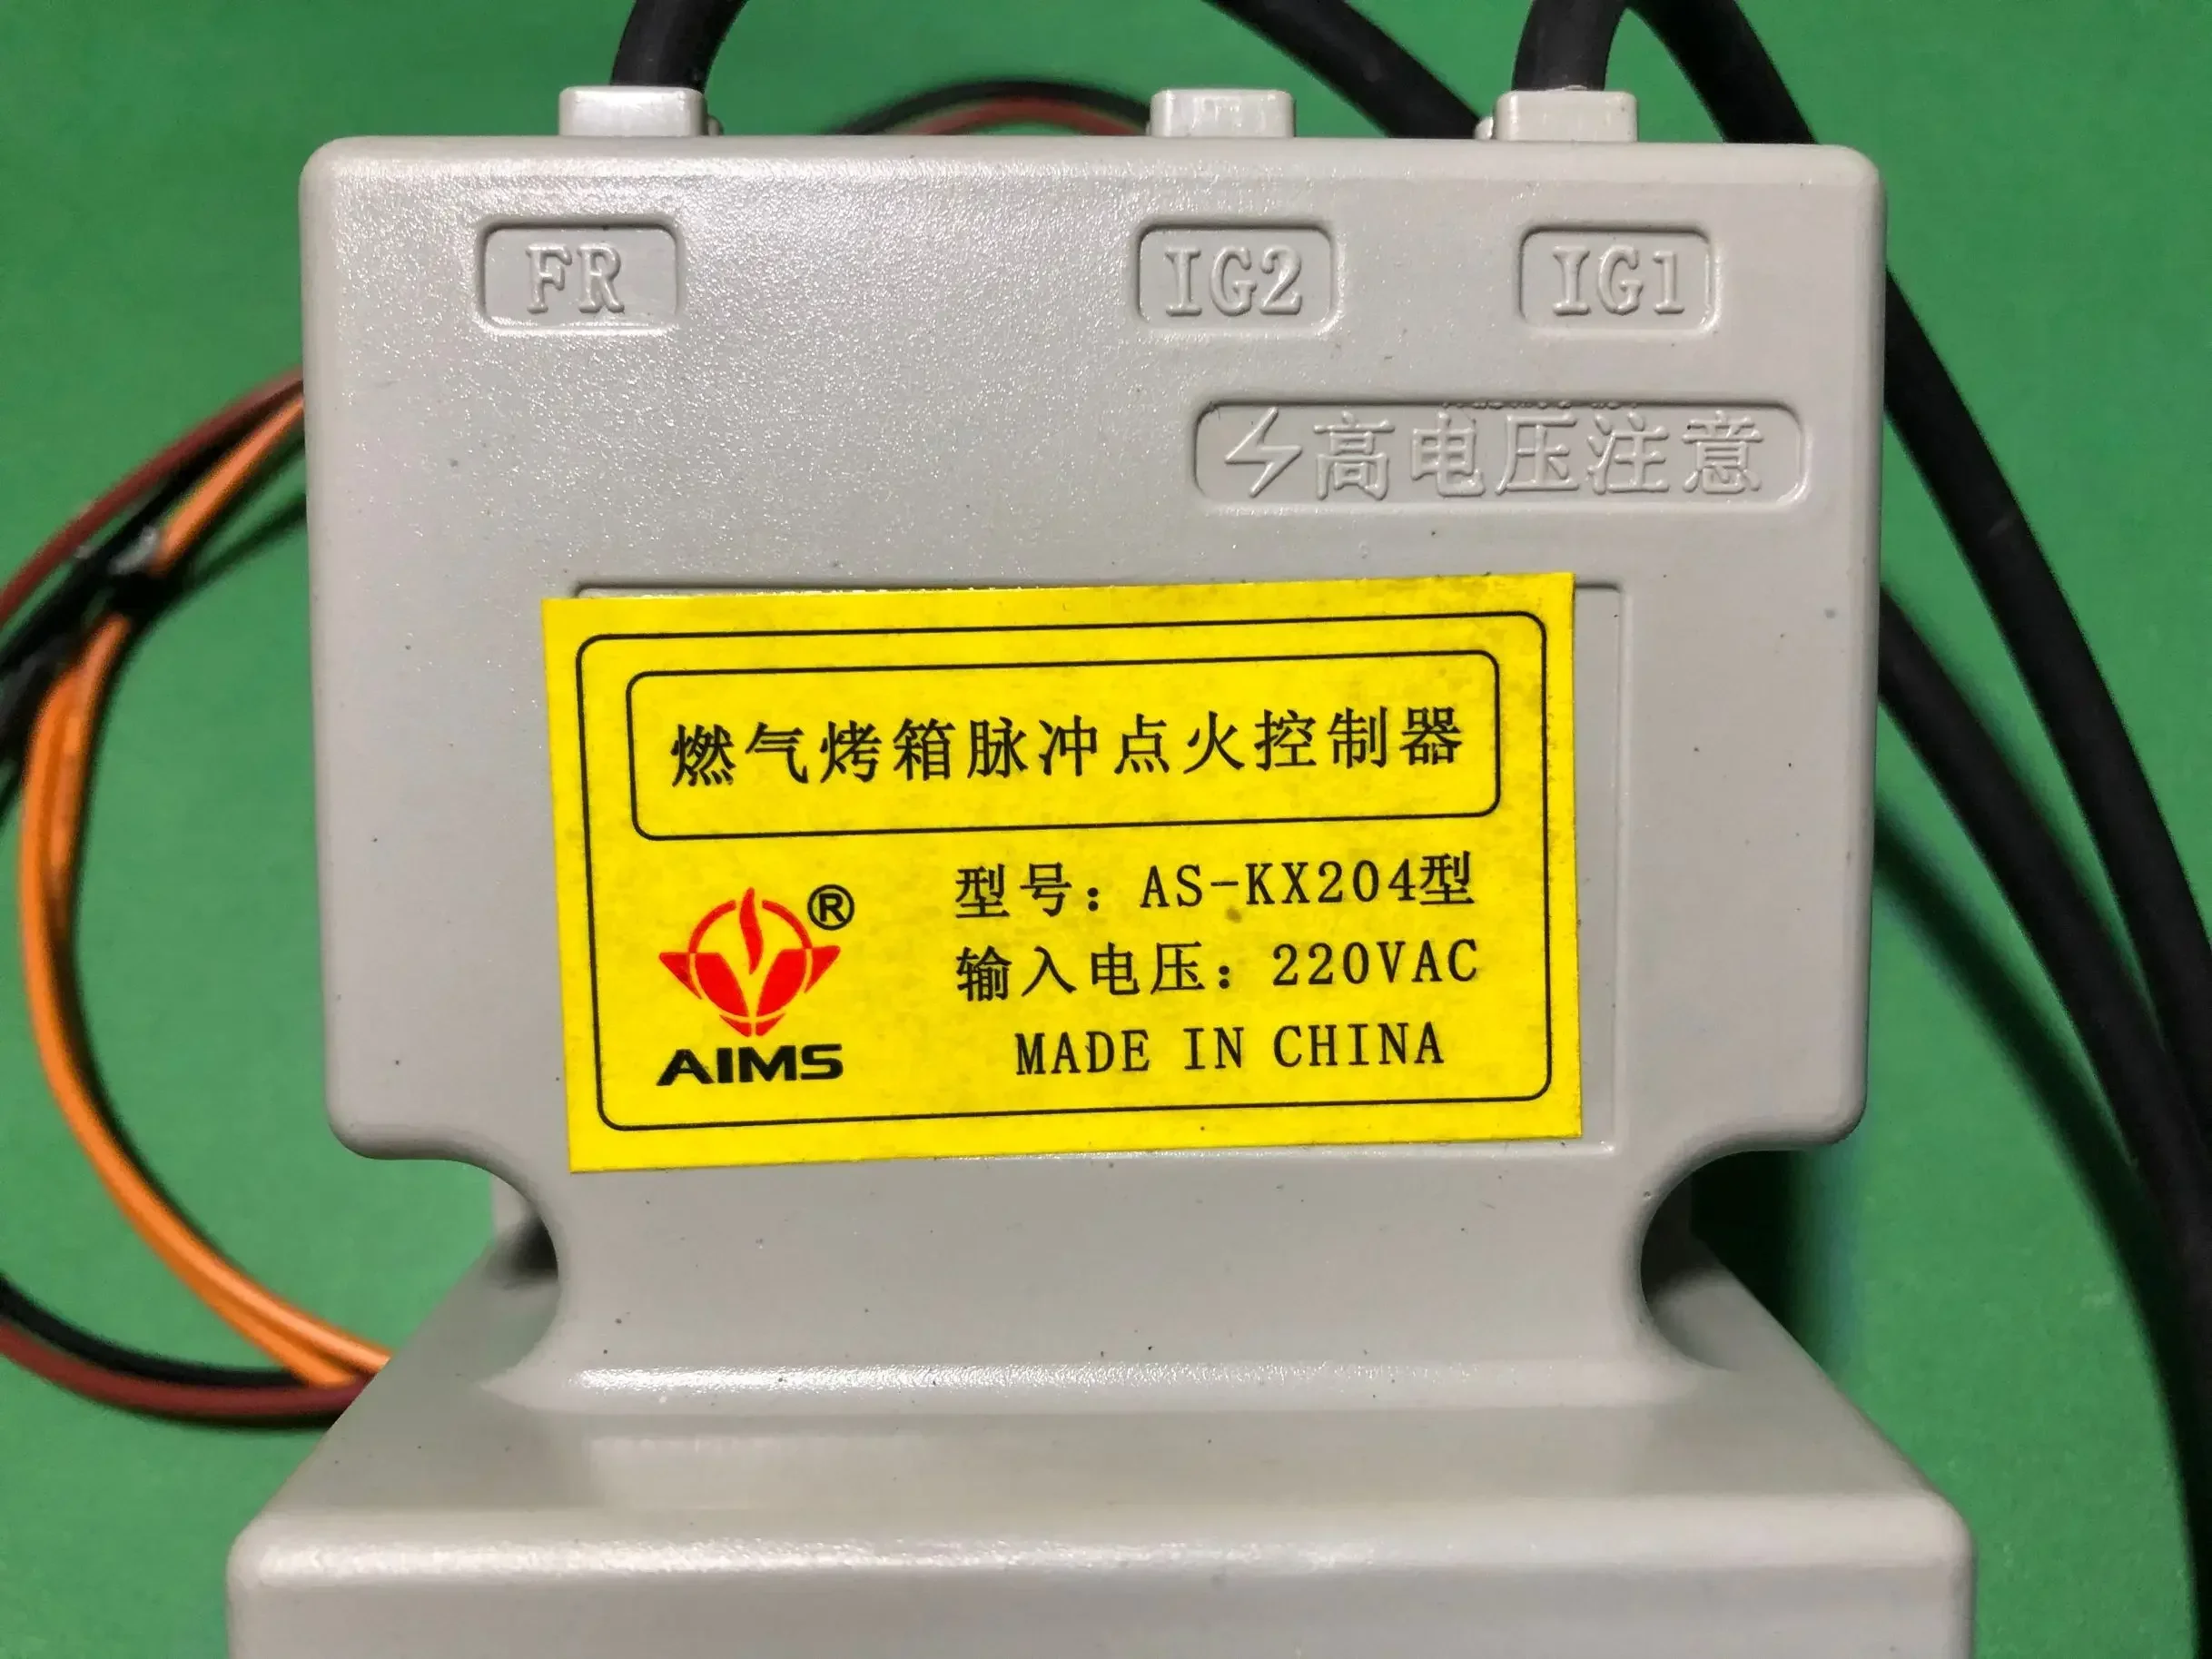 FR IG2 IG1
高电压注意
燃气烤箱脉冲点火控制器
型号：AS-KX204型
输入电压：220VAC
MADE IN CHINA
®
AIMS